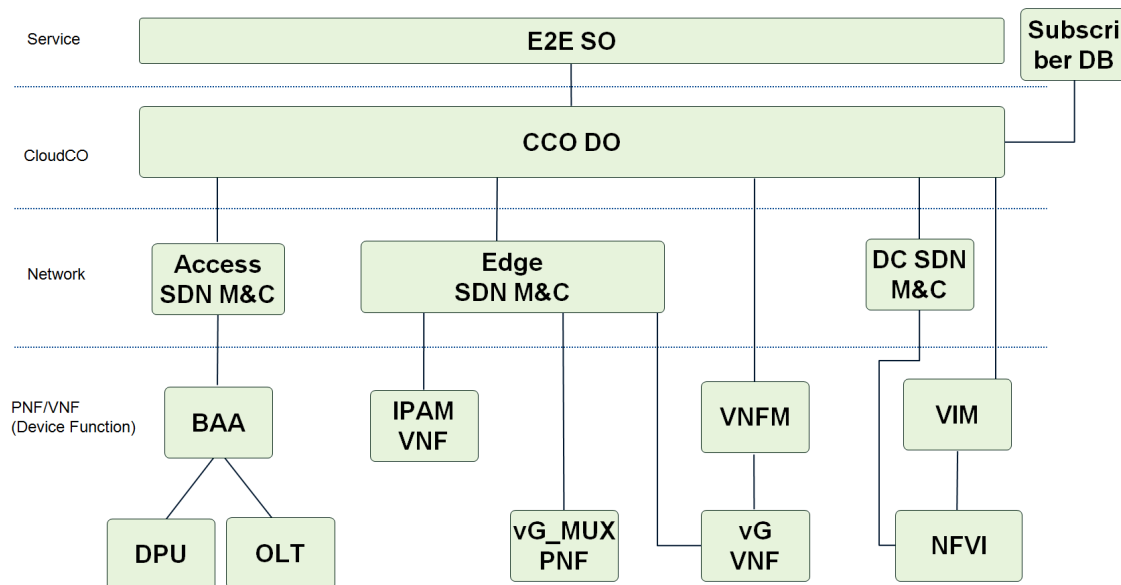 Service
E2E SO
Subscri
ber DB
CloudCO
CCO DO
Network
Access
SDN M&C
Edge
SDN M&C
DC SDN
M&C
PNF/VNF
(Device Function)
BAA
IPAM
VNF
VNFM
VIM
DPU
OLT
vG_MUX
PNF
vG
VNF
NFVI